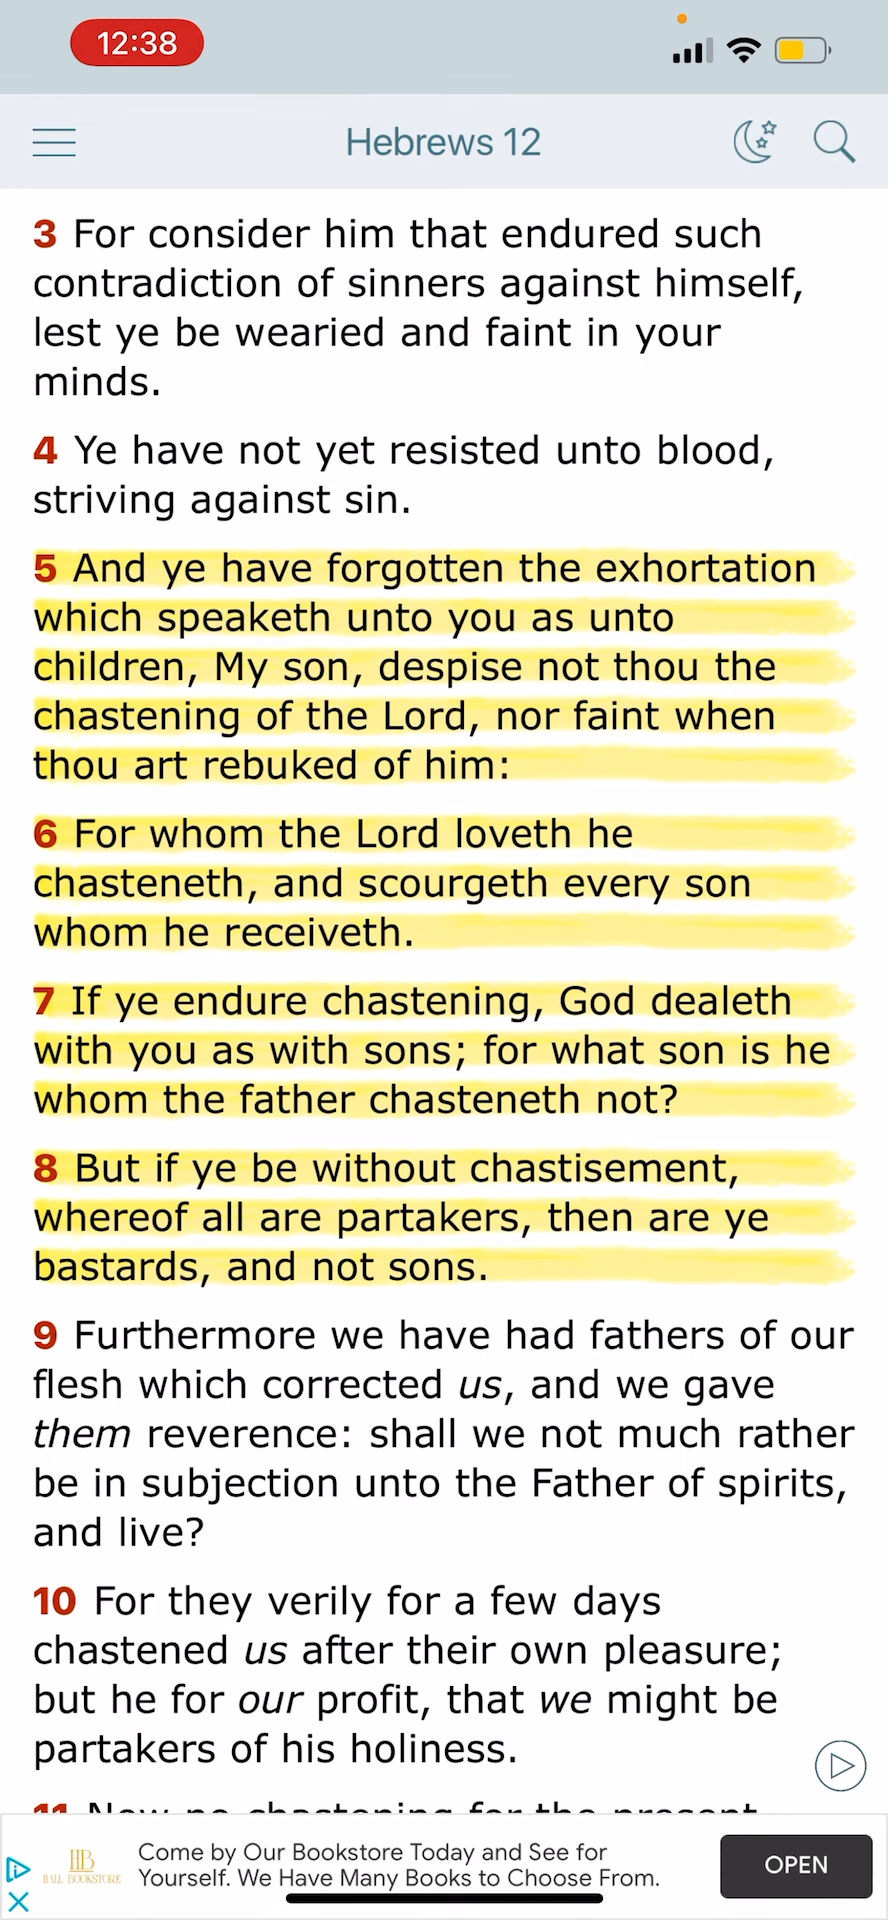 12:38
Hebrews 12
3 For consider him that endured such
contradiction of sinners against himself,
lest ye be wearied and faint in your
minds.
4 Ye have not yet resisted unto blood,
striving against sin.
5 And ye have forgotten the exhortation
which speaketh unto you as unto
children, My son, despise not thou the
chastening of the Lord, nor faint when
thou art rebuked of him:
6 For whom the Lord loveth he
chasteneth, and scourgeth every son
whom he receiveth.
7 If ye endure chastening, God dealeth
with you as with sons; for what son is he
whom the father chasteneth not?
8 But if ye be without chastisement,
whereof all are partakers, then are ye
bastards, and not sons.
9 Furthermore we have had fathers of our
flesh which corrected us, and we gave
them reverence: shall we not much rather
be in subjection unto the Father of spirits,
and live?
10 For they verily for a few days
chastened us after their own pleasure;
but he for our profit, that we might be
partakers of his holiness.
11 Now no chastening for the present
HB
HALL BOOKSTORE
Come by Our Bookstore Today and See for
Yourself. We Have Many Books to Choose From.
OPEN